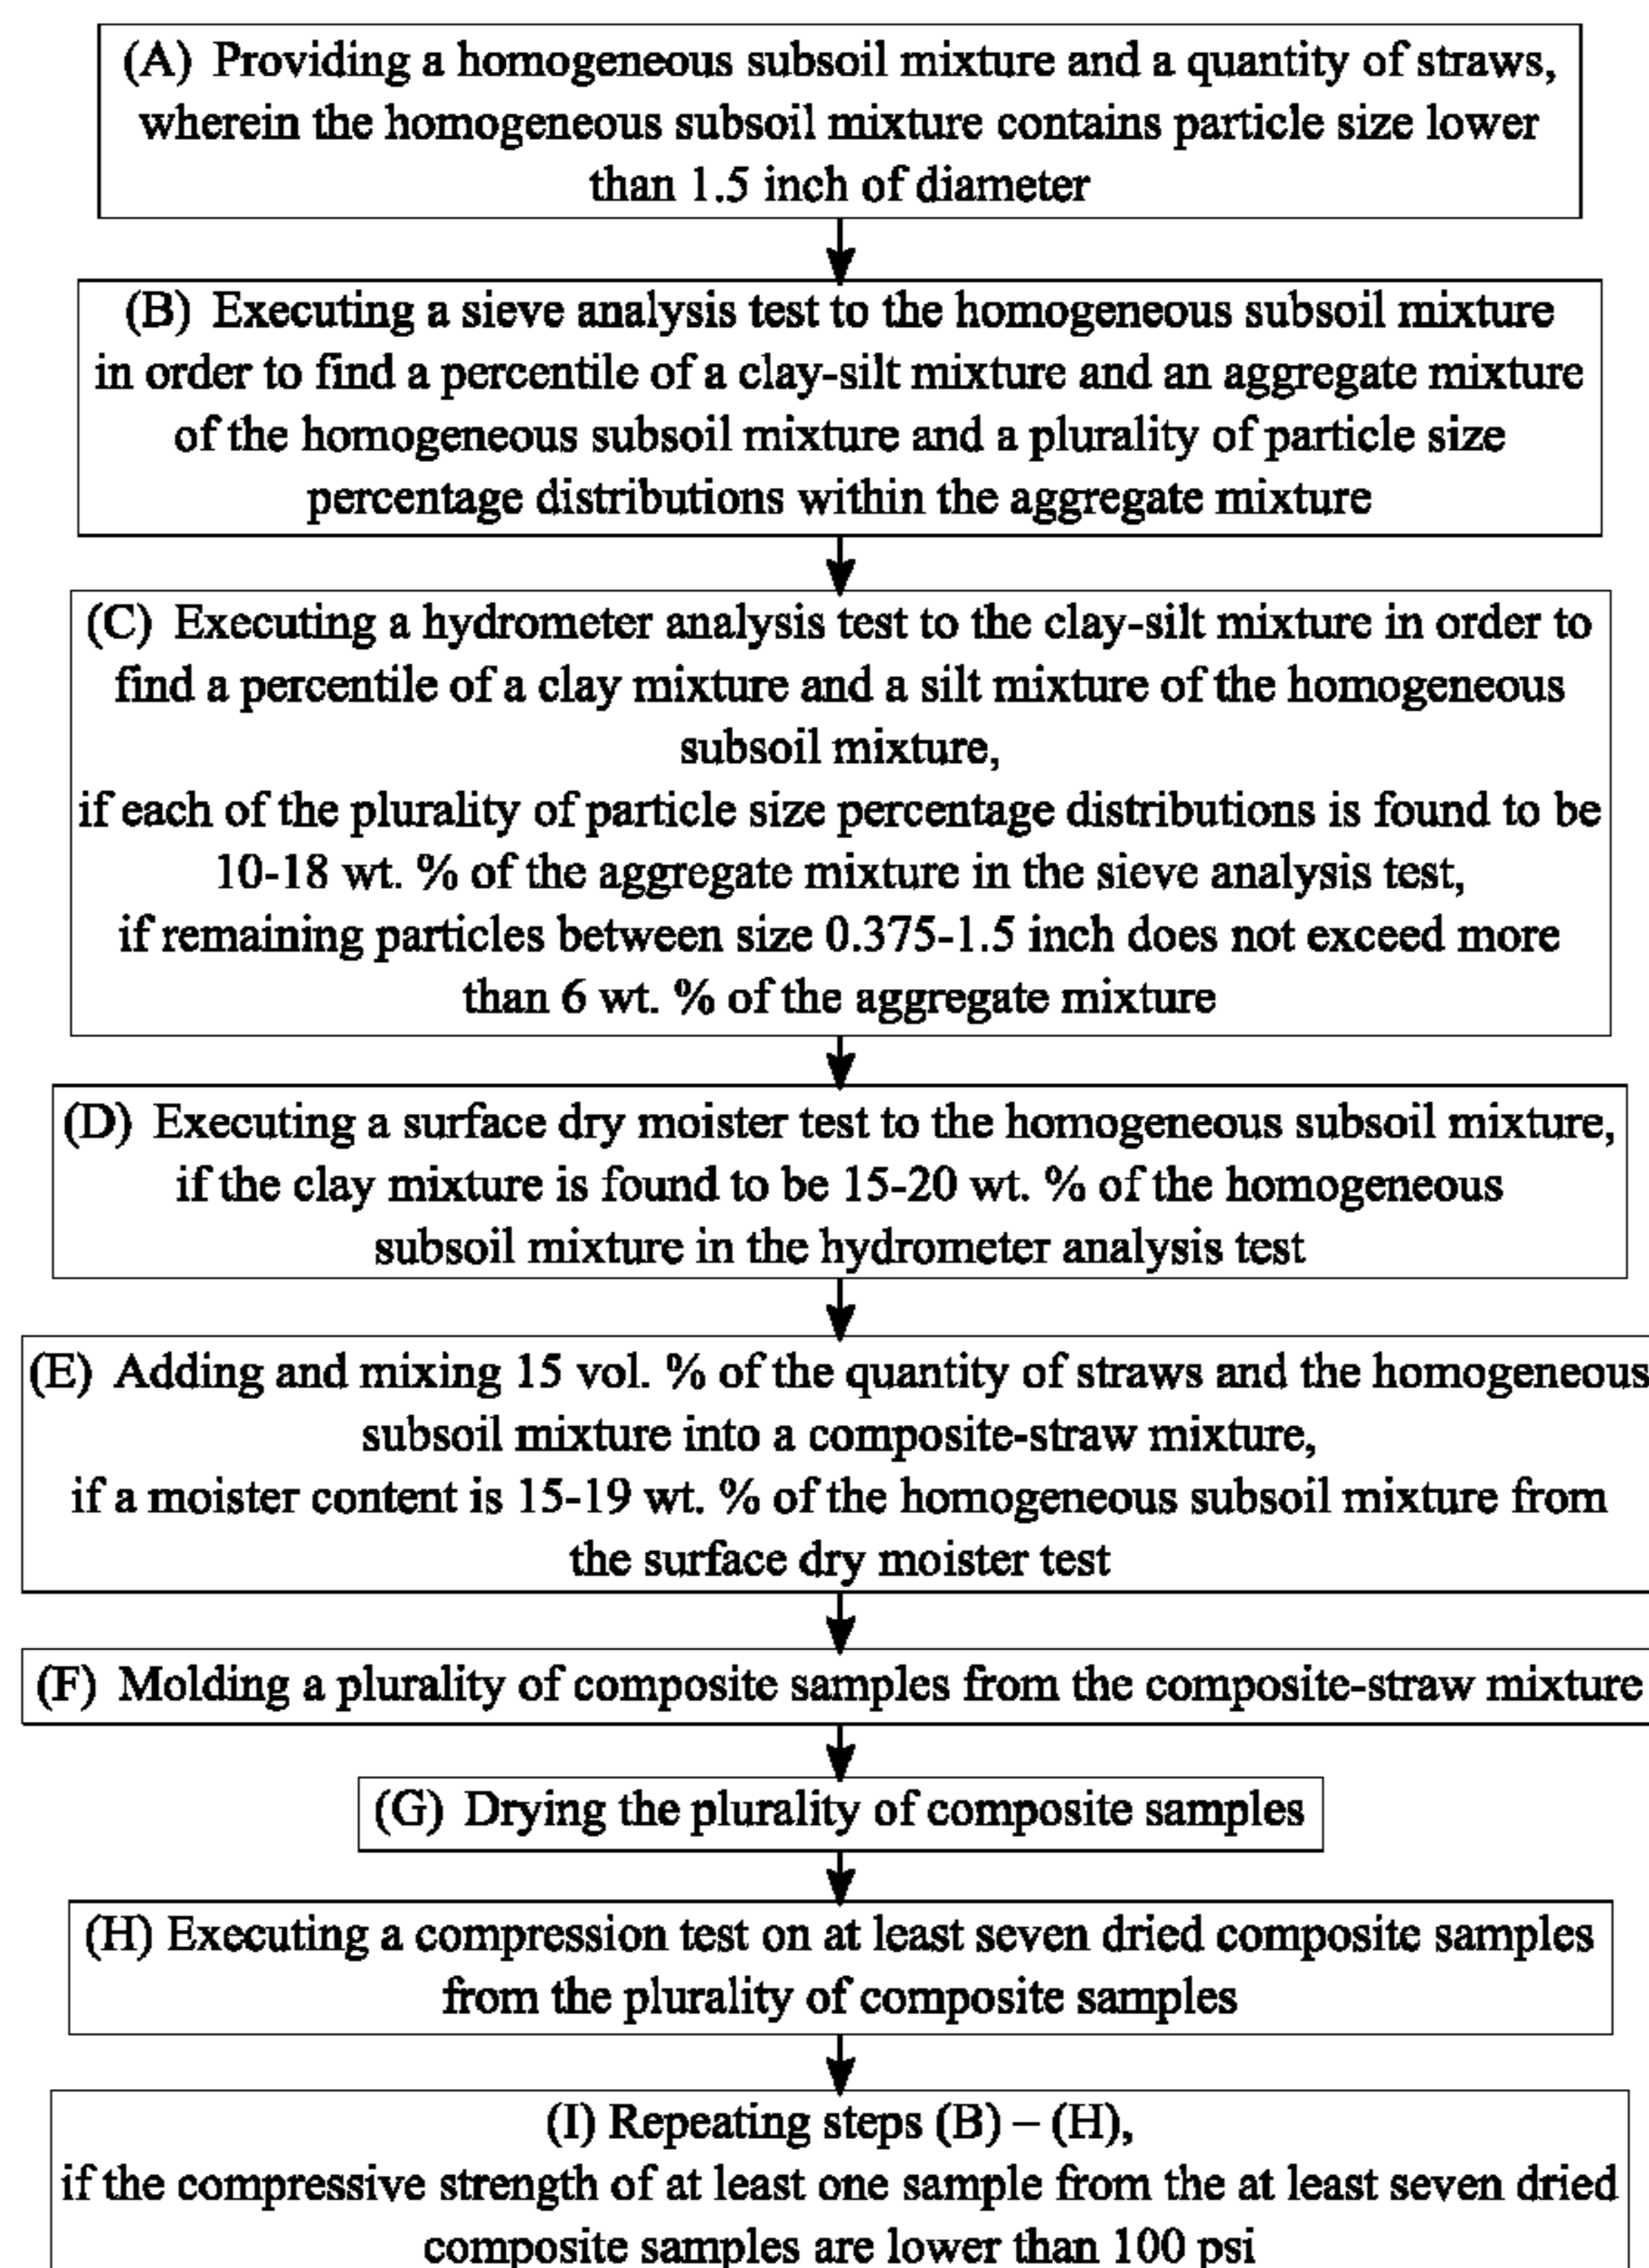 (A) Providing a homogeneous subsoil mixture and a quantity of straws,
wherein the homogeneous subsoil mixture contains particle size lower
than 1.5 inch of diameter
(B) Executing a sieve analysis test to the homogeneous subsoil mixture
in order to find a percentile of a clay-silt mixture and an aggregate mixture
of the homogeneous subsoil mixture and a plurality of particle size
percentage distributions within the aggregate mixture
(C) Executing a hydrometer analysis test to the clay-silt mixture in order to
find a percentile of a clay mixture and a silt mixture of the homogeneous
subsoil mixture,
if each of the plurality of particle size percentage distributions is found to be
10-18 wt. % of the aggregate mixture in the sieve analysis test,
if remaining particles between size 0.375-1.5 inch does not exceed more
than 6 wt. % of the aggregate mixture
(D) Executing a surface dry moister test to the homogeneous subsoil mixture,
if the clay mixture is found to be 15-20 wt. % of the homogeneous
subsoil mixture in the hydrometer analysis test
(E) Adding and mixing 15 vol. % of the quantity of straws and the homogeneous
subsoil mixture into a composite-straw mixture,
if a moister content is 15-19 wt. % of the homogeneous subsoil mixture from
the surface dry moister test
(F) Molding a plurality of composite samples from the composite-straw mixture
(G) Drying the plurality of composite samples
(H) Executing a compression test on at least seven dried composite samples
from the plurality of composite samples
(I) Repeating steps (B) – (H),
if the compressive strength of at least one sample from the at least seven dried
composite samples are lower than 100 psi